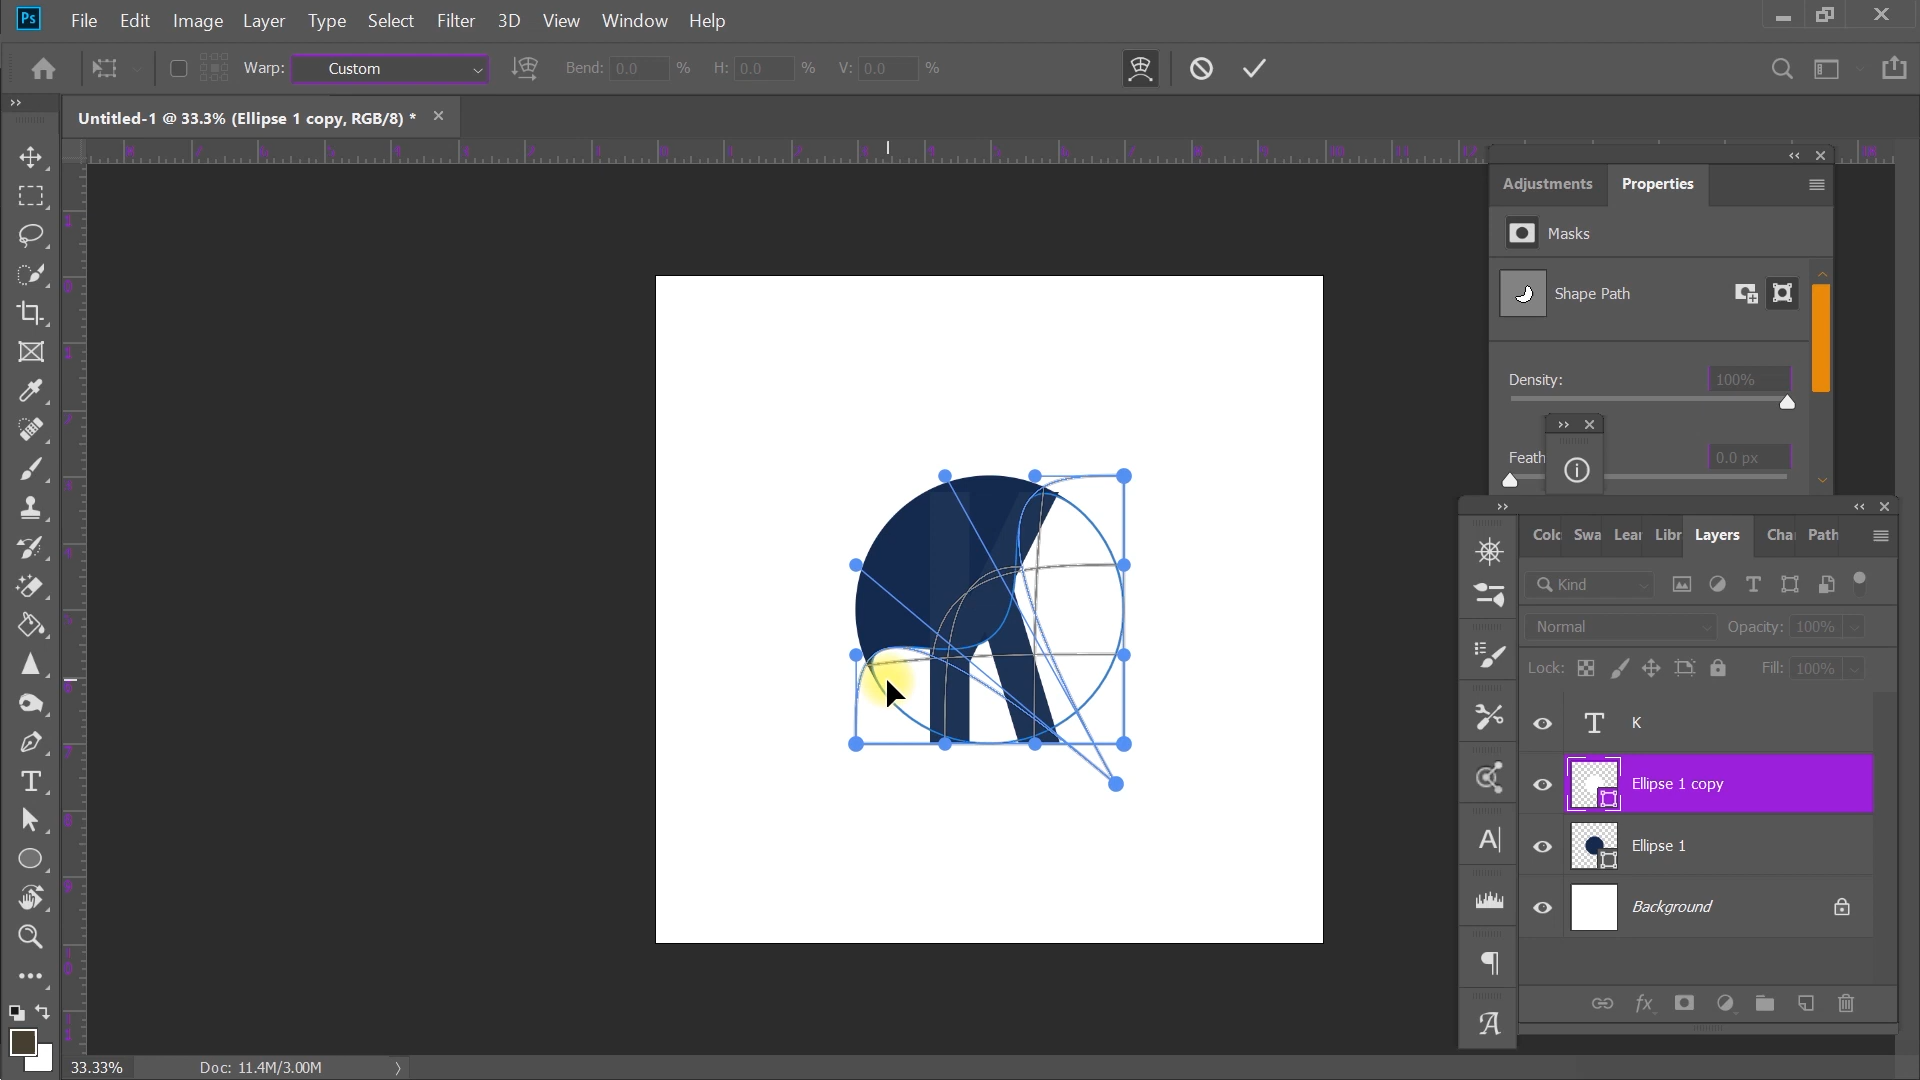 Ps File Edit Image Layer Type Select Filter 3D View Window Help
Warp: Custom Bend: 0.0 % H: 0.0 % V: 0.0 %
Untitled-1 @ 33.3% (Ellipse 1 copy, RGB/8) *
Adjustments Properties
Masks
Shape Path
Density: 100%
Feath 0.0 px
Colc Swa Lear Libr Layers Cha Path
Kind
Normal Opacity: 100%
Lock: Fill: 100%
K
Ellipse 1 copy
Ellipse 1
Background
33.33% Doc: 11.4M/3.00M